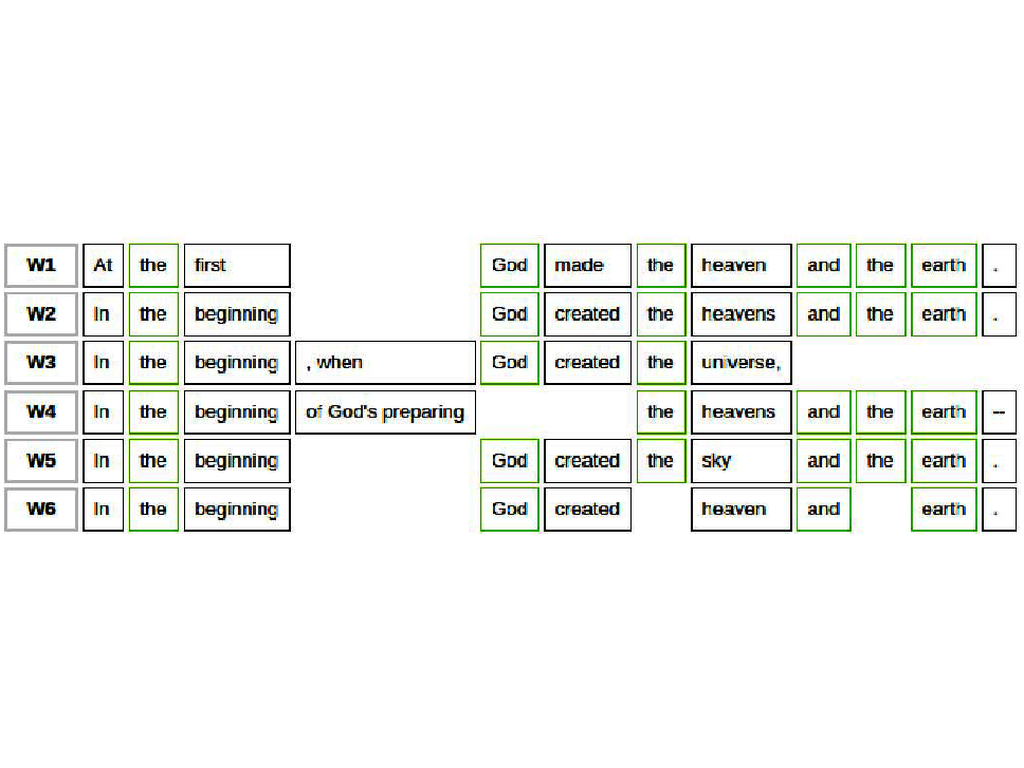 W1 At the first God made the heaven and the earth .
W2 In the beginning God created the heavens and the earth .
W3 In the beginning , when God created the universe,
W4 In the beginning of God's preparing the heavens and the earth --
W5 In the beginning God created the sky and the earth .
W6 In the beginning God created heaven and earth .